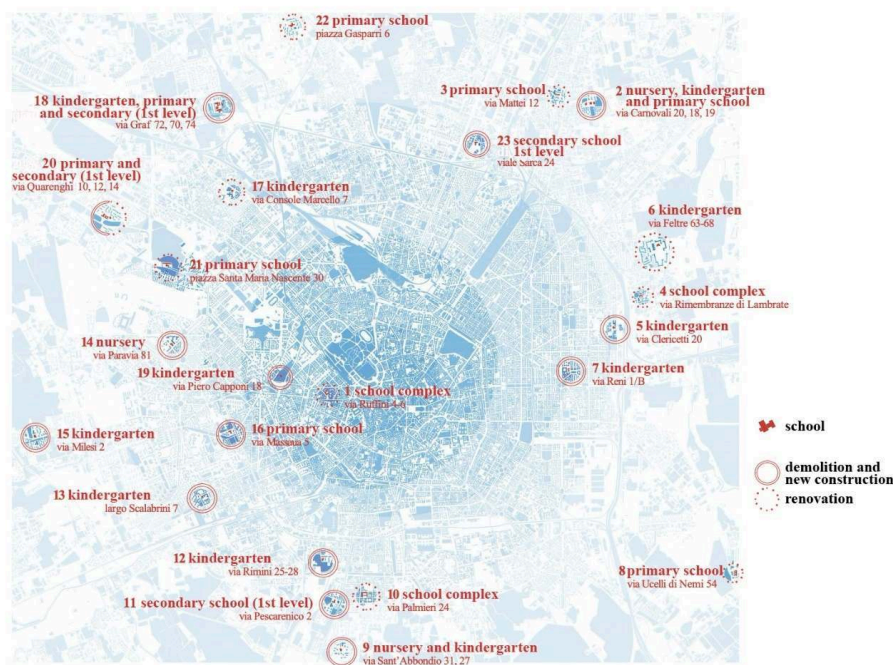 22 primary school
piazza Gasparri 6
18 kindergarten, primary
and secondary (1st level)
via Graf 72, 70, 74
3 primary school
via Mattei 12
2 nursery, kindergarten
and primary school
via Carnovali 20, 18, 19
23 secondary school
1st level
viale Sarca 24
20 primary and
secondary (1st level)
via Quarenghi 10, 12, 14
17 kindergarten
via Console Marcello 7
6 kindergarten
via Feltre 63-68
21 primary school
piazza Santa Maria Nascente 30
4 school complex
via Rimembranze di Lambrate
14 nursery
via Paravia 81
5 kindergarten
via Clericetti 20
19 kindergarten
via Piero Capponi 18
7 kindergarten
via Reni 1/B
1 school complex
via Ruffini 4-6
15 kindergarten
via Milesi 2
16 primary school
via Massaua 5
school
demolition and
new construction
renovation
13 kindergarten
largo Scalabrini 7
12 kindergarten
via Rimini 25-28
8 primary school
via Ucelli di Nemi 54
11 secondary school (1st level)
via Pescarenico 2
10 school complex
via Palmieri 24
9 nursery and kindergarten
via Sant'Abbondio 31, 27